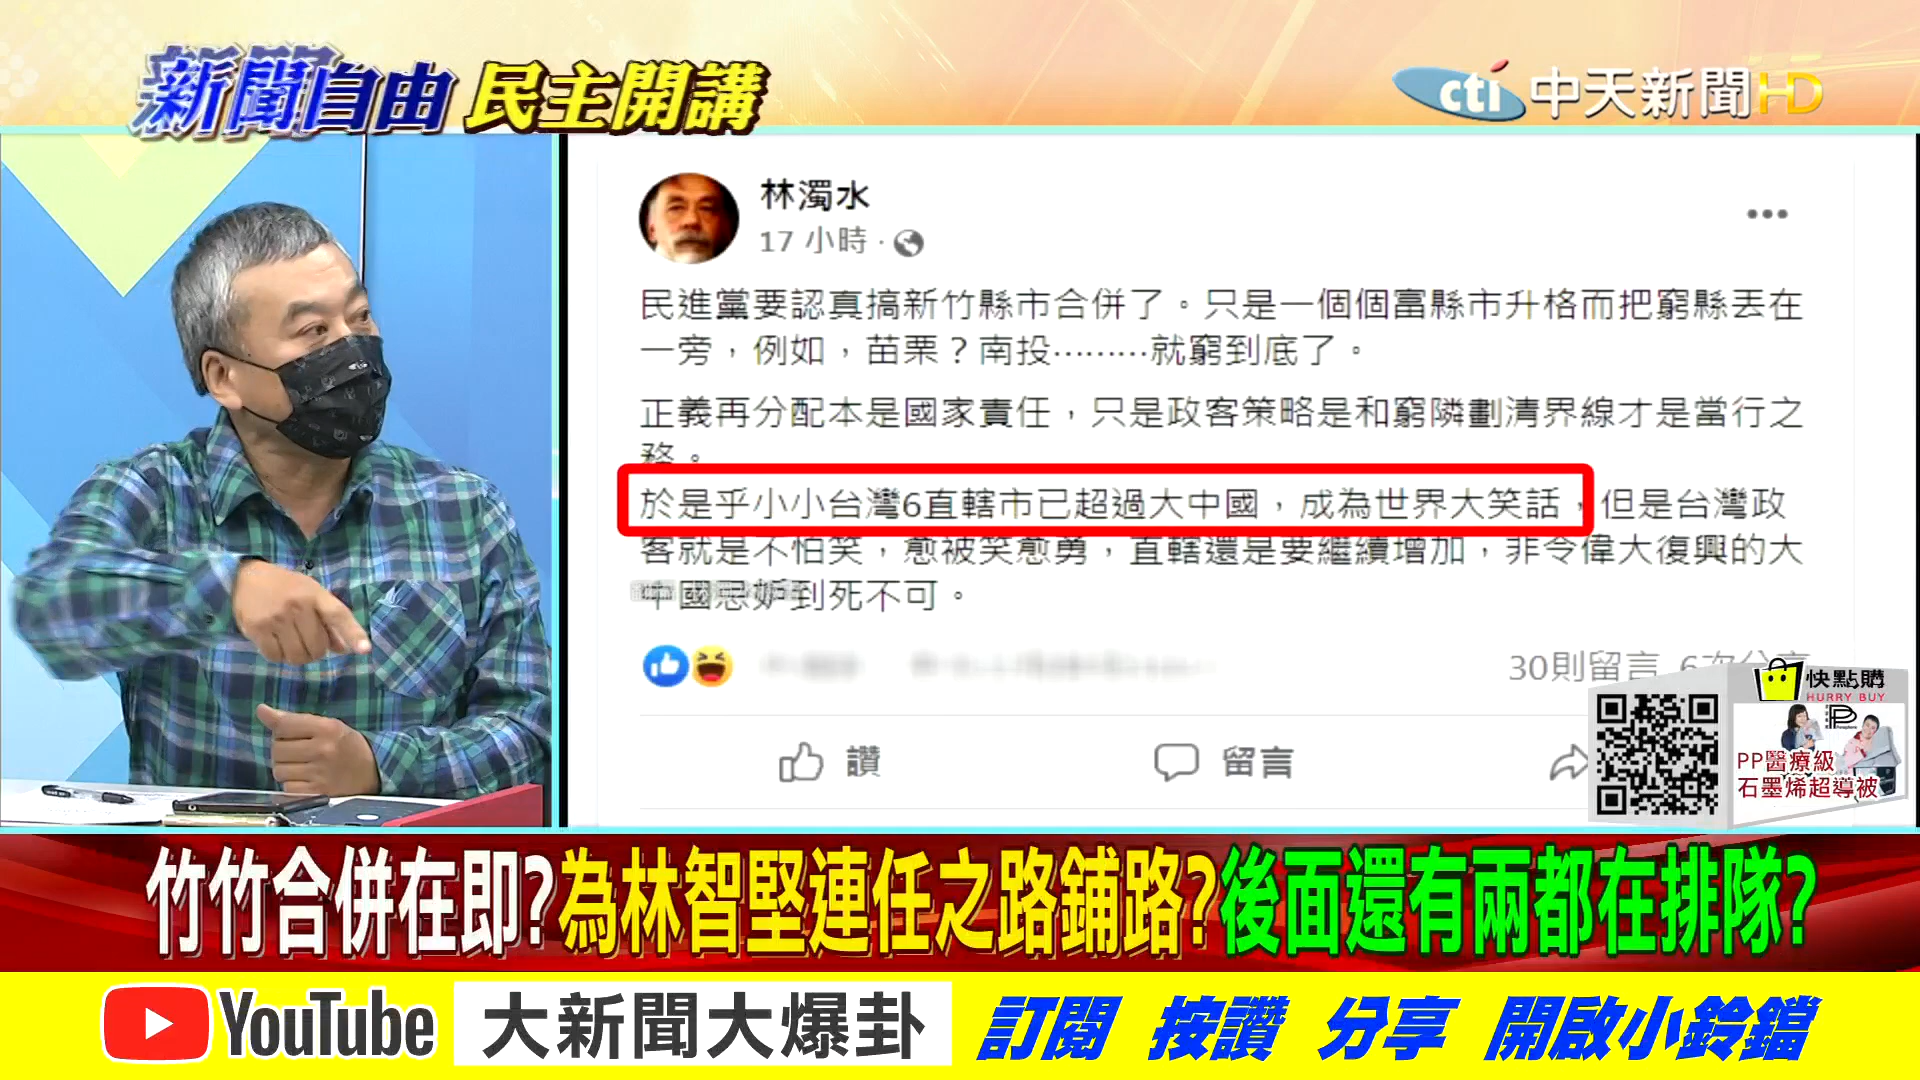 新聞自由 民主開講
cti 中天新聞HD
林濁水
17 小時
民進黨要認真搞新竹縣市合併了。只是一個個富縣市升格而把窮縣丟在
一旁，例如，苗栗？南投………就窮到底了。
正義再分配本是國家責任，只是政客策略是和窮隣劃清界線才是當行之
務。
於是乎小小台灣6直轄市已超過大中國，成為世界大笑話，但是台灣政
客就是不怕笑，愈被笑愈勇，直轄還是要繼續增加，非令偉大復興的大
中國忌妒到死不可。
30則留言 6次分享
讚
留言
快點購
HURRY BUY
PP醫療級
石墨烯超導被
竹竹合併在即?為林智堅連任之路鋪路?後面還有兩都在排隊?
YouTube 大新聞大爆卦 訂閱 按讚 分享 開啟小鈴鐺